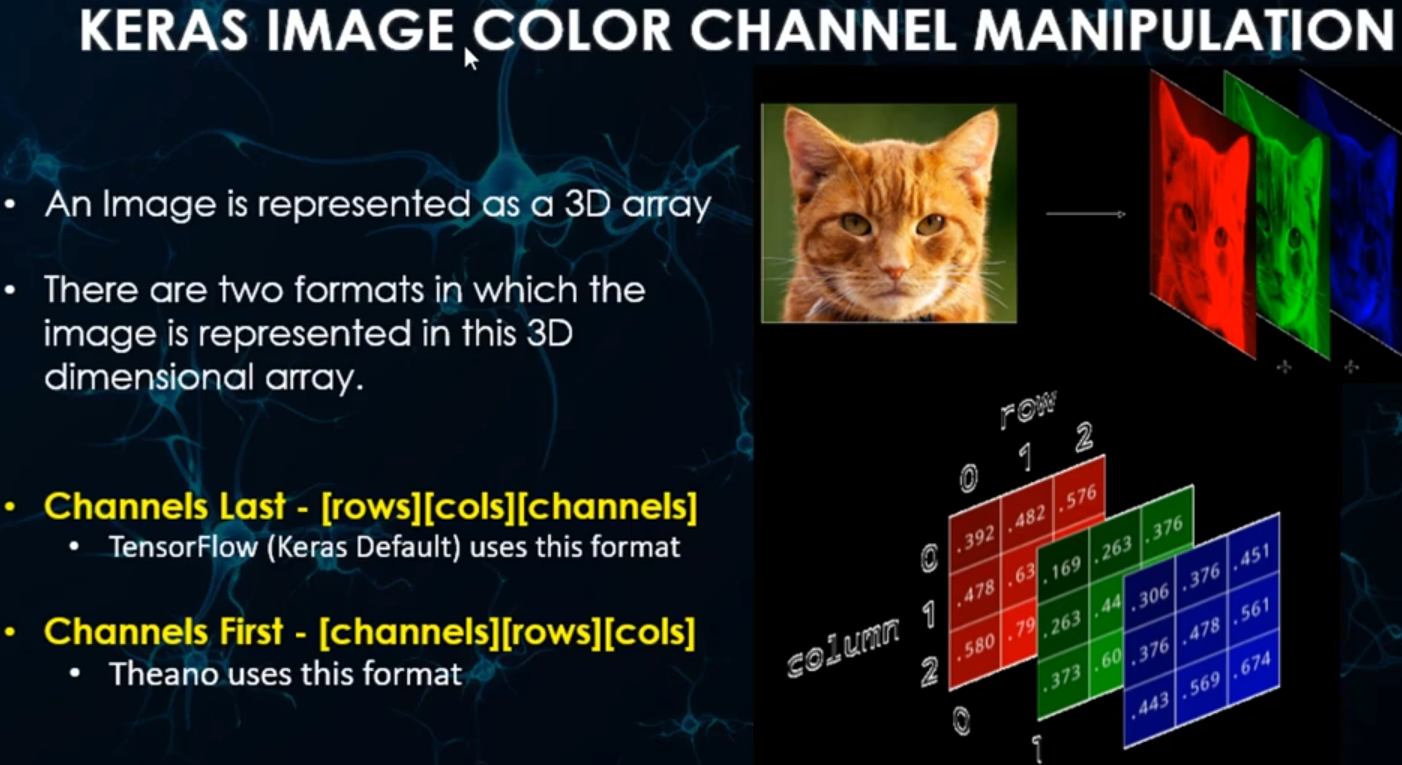 KERAS IMAGE COLOR CHANNEL MANIPULATION
• An Image is represented as a 3D array
• There are two formats in which the
image is represented in this 3D
dimensional array.
• Channels Last - [rows][cols][channels]
• TensorFlow (Keras Default) uses this format
• Channels First - [channels][rows][cols]
• Theano uses this format
row
0 1 2
column
0
1
2
.392 .482 .576
.478 .63
.580 .79
.169 .263 .376
.263 .44
.373 .60
.306 .376 .451
.376 .478 .561
.443 .569 .674
0
1